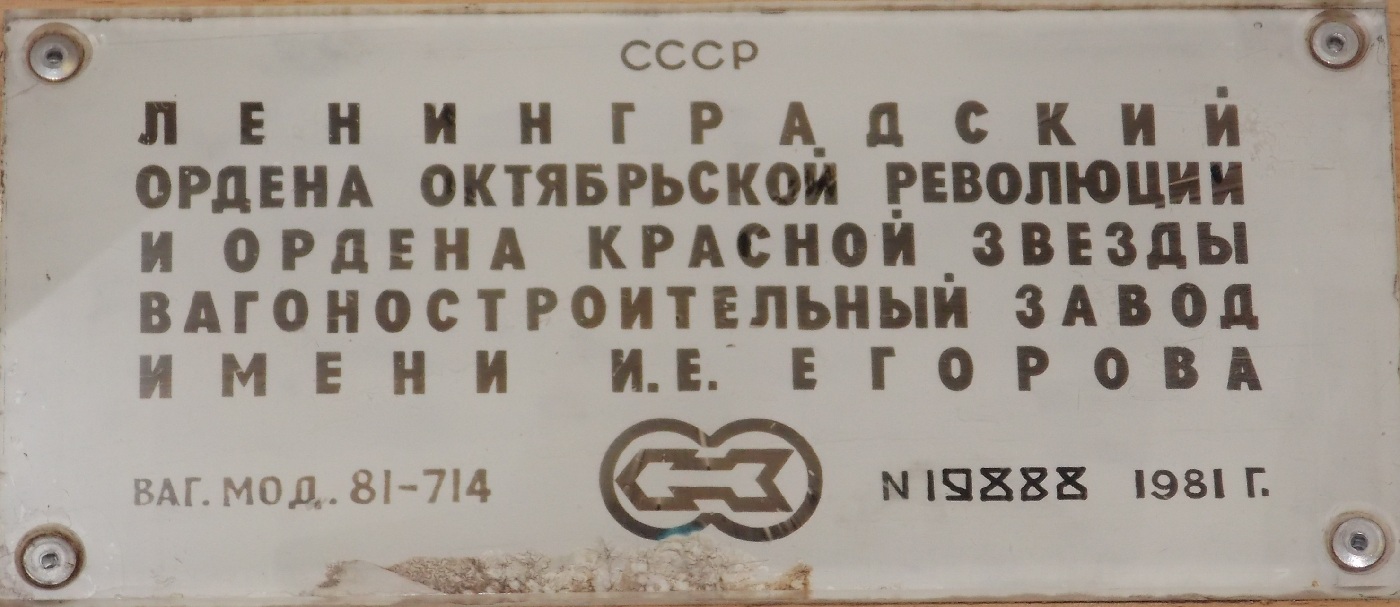 СССР
ЛЕНИНГРАДСКИЙ
ОРДЕНА ОКТЯБРЬСКОЙ РЕВОЛЮЦИИ
И ОРДЕНА КРАСНОЙ ЗВЕЗДЫ
ВАГОНОСТРОИТЕЛЬНЫЙ ЗАВОД
ИМЕНИ И.Е. ЕГОРОВА
ВАГ. МОД. 81-714 N 19888 1981 Г.